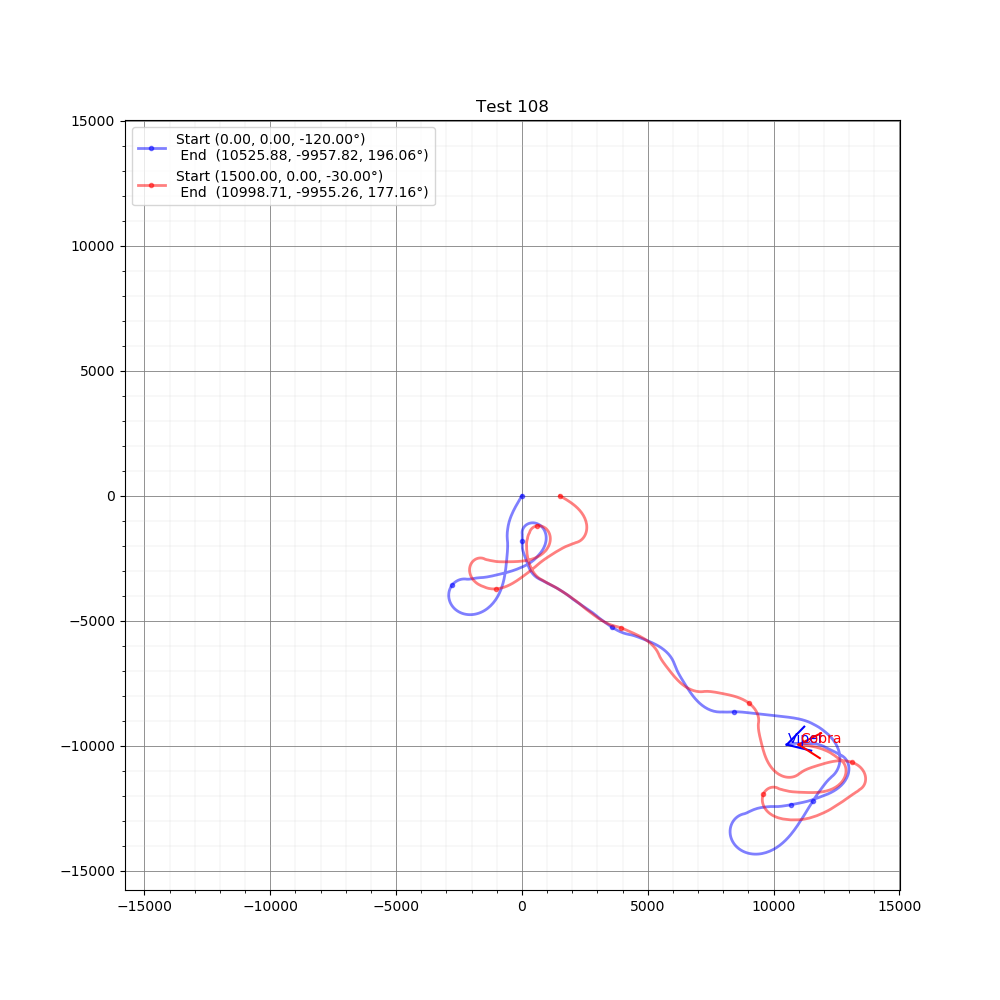 Test 108
Start (0.00, 0.00, -120.00°)
End (10525.88, -9957.82, 196.06°)
Start (1500.00, 0.00, -30.00°)
End (10998.71, -9955.26, 177.16°)
15000
10000
5000
0
−5000
−10000
−15000
Cobra
−15000 −10000 −5000 0 5000 10000 15000